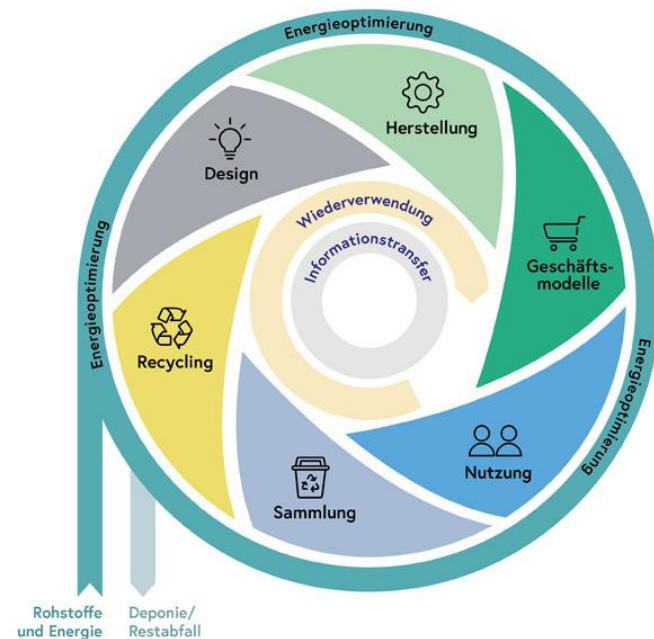 Energieoptimierung
Herstellung
Design
Geschäfts-
modelle
Wiederverwendung
Informationstransfer
Energieoptimierung
Recycling
Energieoptimierung
Nutzung
Sammlung
Rohstoffe
und Energie
Deponie/
Restabfall